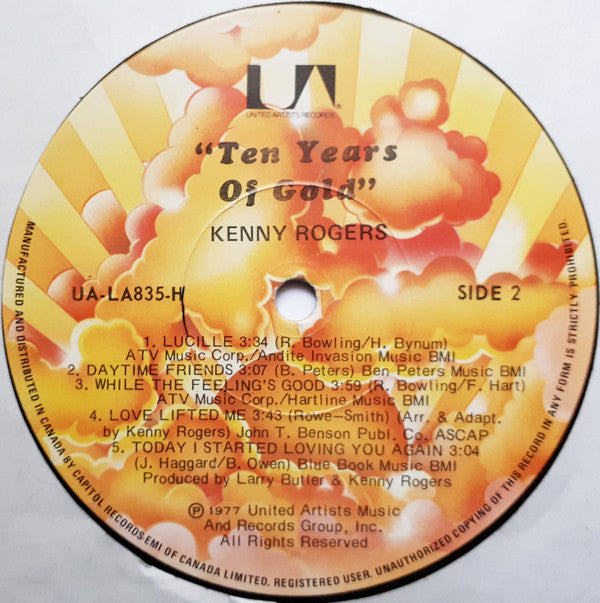 UA®
UNITED ARTISTS RECORDS
"Ten Years
Of Gold"
KENNY ROGERS
UA-LA835-H
SIDE 2
1. LUCILLE 3:34 (R. Bowling/H. Bynum)
ATV Music Corp./Andite Invasion Music BMI
2. DAYTIME FRIENDS 3:07 (B. Peters) Ben Peters Music BMI
3. WHILE THE FEELING'S GOOD 3:59 (R. Bowling/F. Hart)
ATV Music Corp./Hartline Music BMI
4. LOVE LIFTED ME 3:43 (Rowe-Smith) (Arr. & Adapt.
by Kenny Rogers) John T. Benson Publ. Co. ASCAP
5. TODAY I STARTED LOVING YOU AGAIN 3:04
(J. Haggard/B. Owen) Blue Book Music BMI
Produced by Larry Butler & Kenny Rogers
℗ 1977 United Artists Music
And Records Group, Inc.
All Rights Reserved
MANUFACTURED AND DISTRIBUTED IN CANADA BY CAPITOL RECORDS-EMI OF CANADA LIMITED. REGISTERED USER. UNAUTHORIZED COPYING OF THIS RECORD IN ANY FORM IS STRICTLY PROHIBITED.